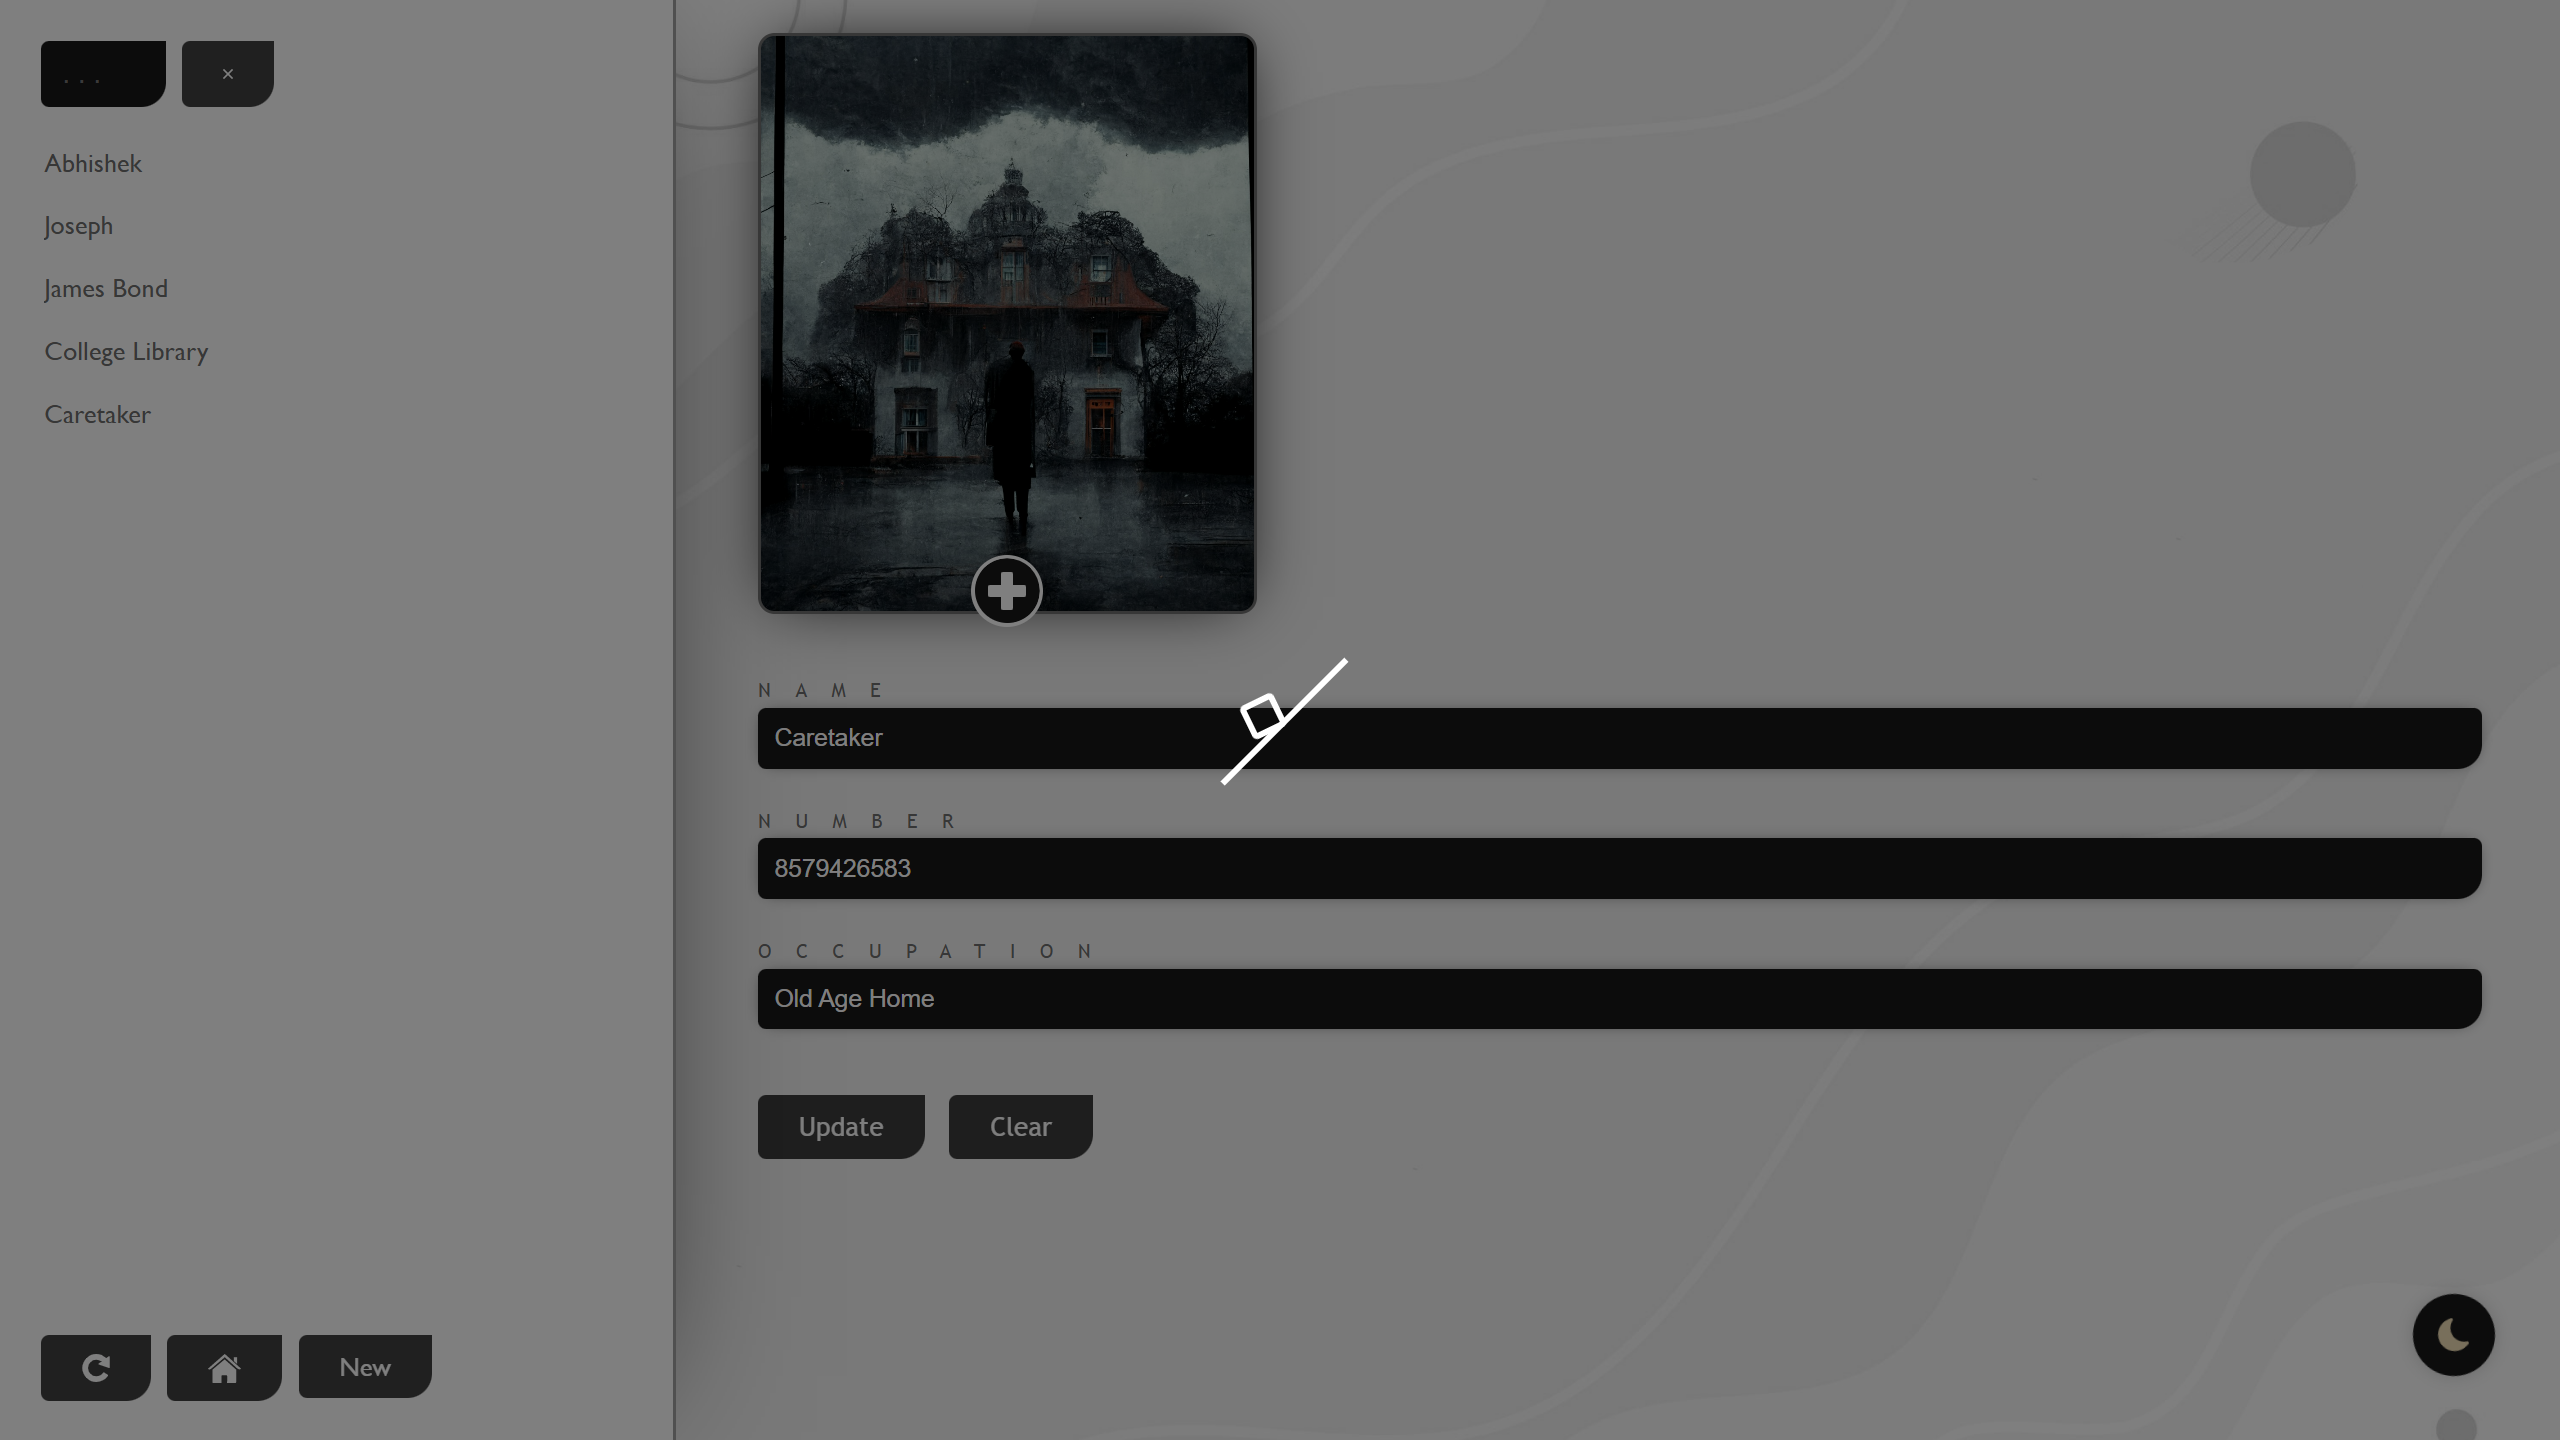 . . .
×
Abhishek
Joseph
James Bond
College Library
Caretaker
NAME
Caretaker
NUMBER
8579426583
OCCUPATION
Old Age Home
Update
Clear
New